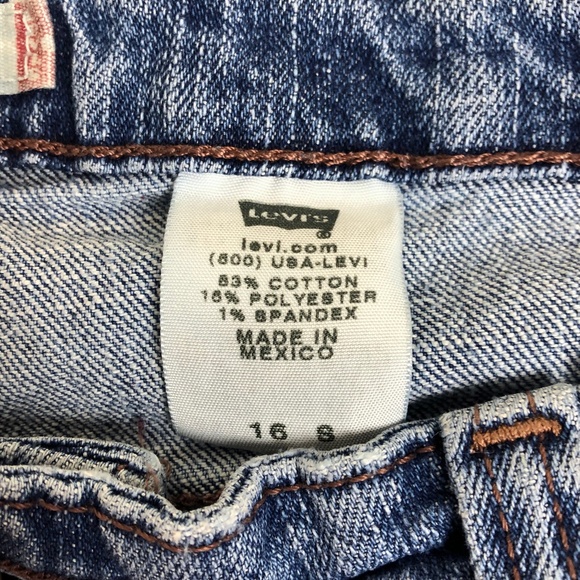 Levi's
levi.com
(800) USA-LEVI
83% COTTON
16% POLYESTER
1% SPANDEX
MADE IN
MEXICO
16 S